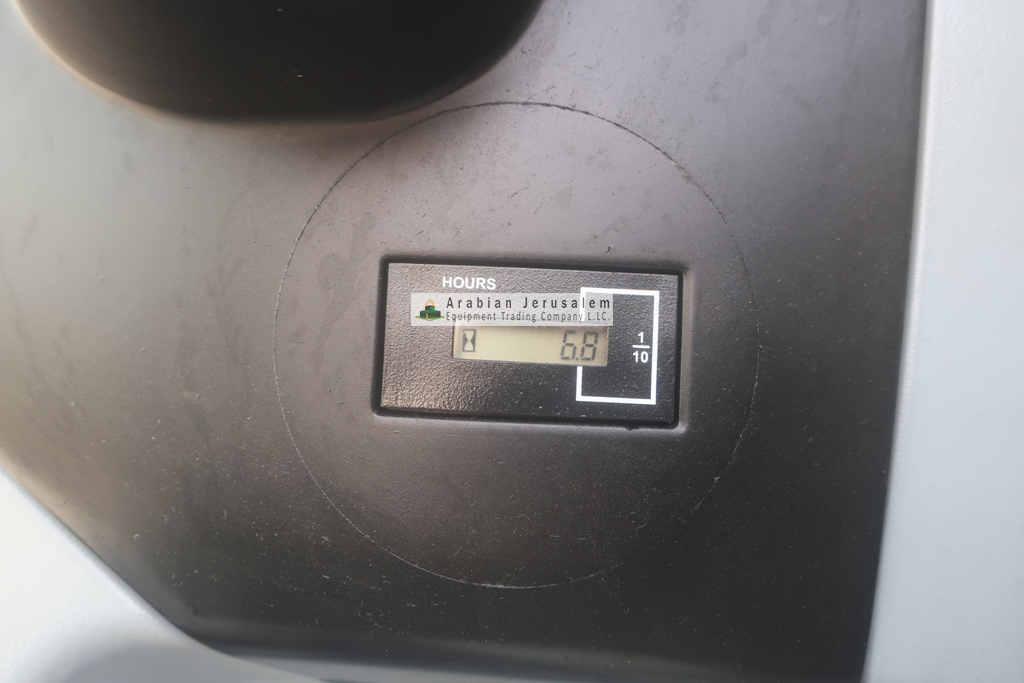 HOURS
Arabian Jerusalem
Equipment Trading Company L.L.C.
6.8
1
10